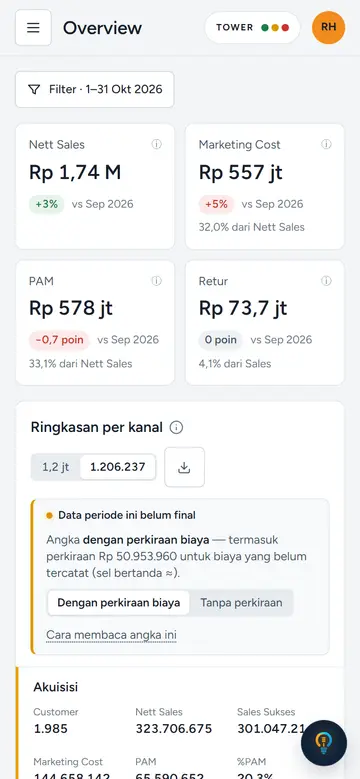 Overview
TOWER
RH
Filter · 1–31 Okt 2026
Nett Sales
Rp 1,74 M
+3% vs Sep 2026
Marketing Cost
Rp 557 jt
+5% vs Sep 2026
32,0% dari Nett Sales
PAM
Rp 578 jt
−0,7 poin vs Sep 2026
33,1% dari Nett Sales
Retur
Rp 73,7 jt
0 poin vs Sep 2026
4,1% dari Sales
Ringkasan per kanal
1,2 jt 1.206.237
Data periode ini belum final
Angka dengan perkiraan biaya — termasuk
perkiraan Rp 50.953.960 untuk biaya yang belum
tercatat (sel bertanda ≈).
Dengan perkiraan biaya Tanpa perkiraan
Cara membaca angka ini
Akuisisi
Customer Nett Sales Sales Sukses
1.985 323.706.675
Marketing Cost PAM %PAM
144.658.142 65.590.652